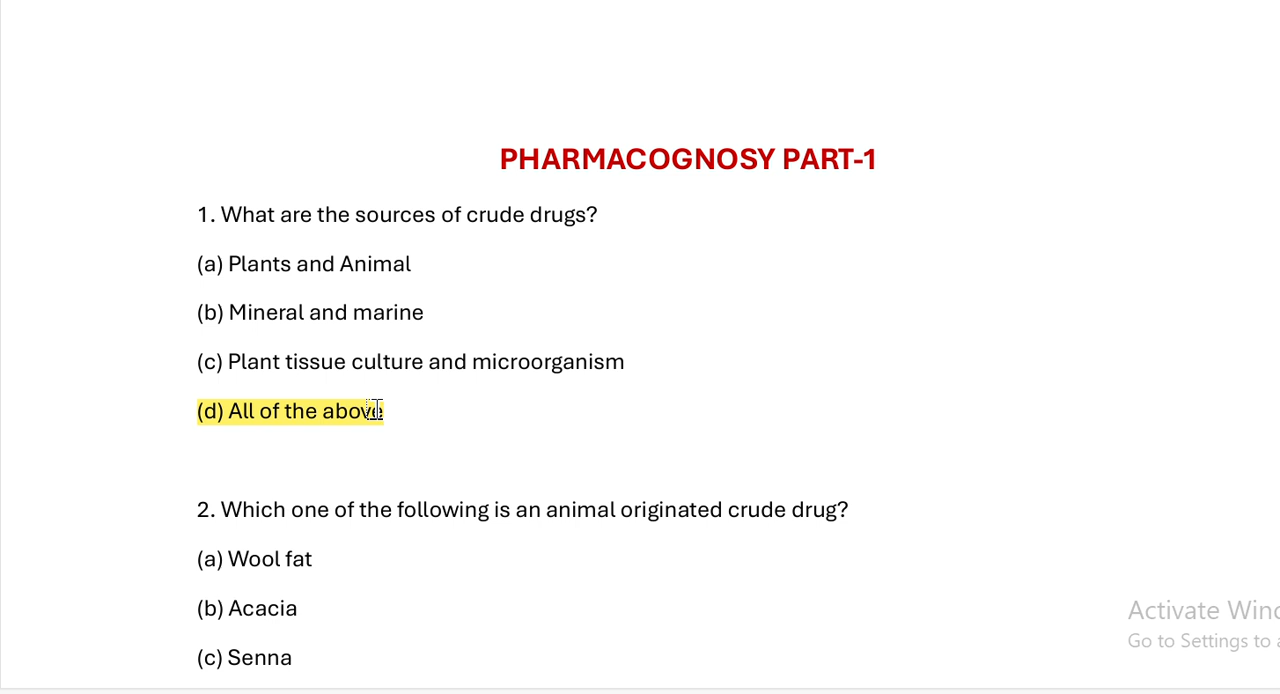 PHARMACOGNOSY PART-1
1. What are the sources of crude drugs?
(a) Plants and Animal
(b) Mineral and marine
(c) Plant tissue culture and microorganism
(d) All of the above
2. Which one of the following is an animal originated crude drug?
(a) Wool fat
(b) Acacia
Activate Winc
Go to Settings to a
(c) Senna